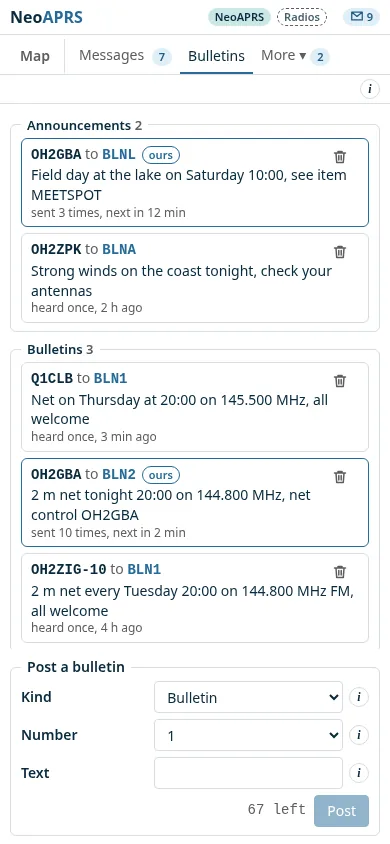 NeoAPRS NeoAPRS Radios 9
Map Messages 7 Bulletins More ▾ 2
i
Announcements 2
OH2GBA to BLNL ours
Field day at the lake on Saturday 10:00, see item
MEETSPOT
sent 3 times, next in 12 min
OH2ZPK to BLNA
Strong winds on the coast tonight, check your
antennas
heard once, 2 h ago
Bulletins 3
Q1CLB to BLN1
Net on Thursday at 20:00 on 145.500 MHz, all
welcome
heard once, 3 min ago
OH2GBA to BLN2 ours
2 m net tonight 20:00 on 144.800 MHz, net
control OH2GBA
sent 10 times, next in 2 min
OH2ZIG-10 to BLN1
2 m net every Tuesday 20:00 on 144.800 MHz FM,
all welcome
heard once, 4 h ago
Post a bulletin
Kind Bulletin i
Number 1 i
Text i
67 left Post